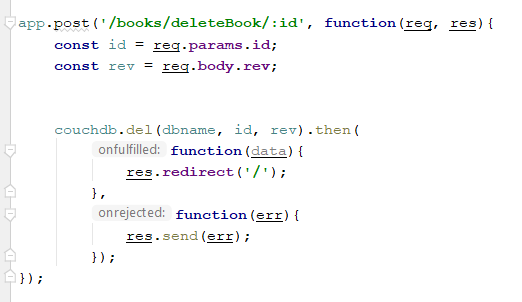 app.post('/books/deleteBook/:id', function(req, res){
const id = req.params.id;
const rev = req.body.rev;
couchdb.del(dbname, id, rev).then(
onfulfilled: function(data){
res.redirect('/');
},
onrejected: function(err){
res.send(err);
});
});